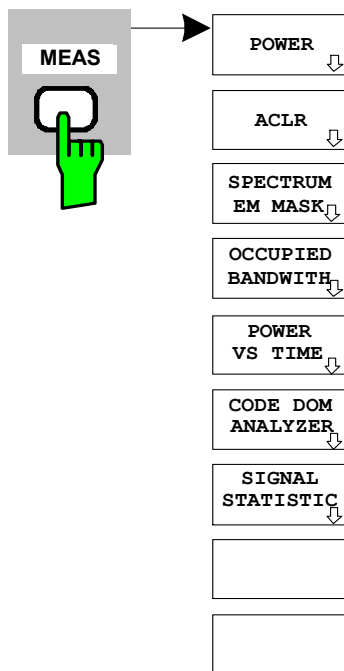 MEAS
POWER
ACLR
SPECTRUM
EM MASK
OCCUPIED
BANDWITH
POWER
VS TIME
CODE DOM
ANALYZER
SIGNAL
STATISTIC